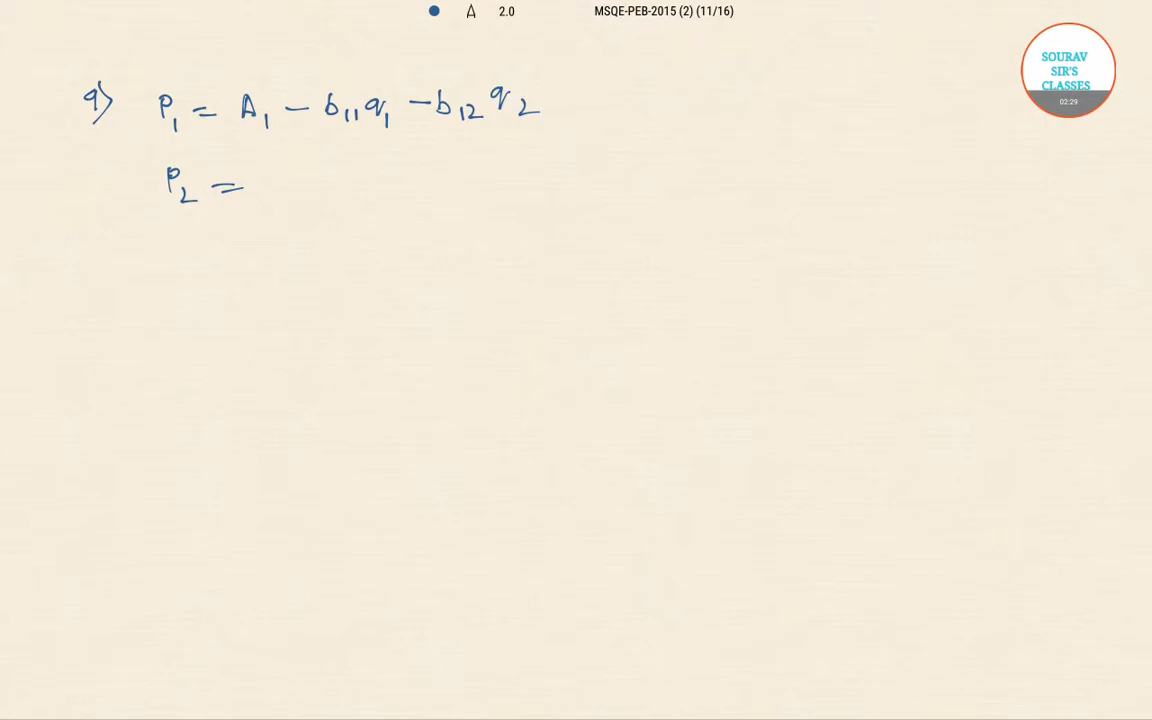 A 2.0 MSQE-PEB-2015 (2) (11/16)
SOURAV
SIR'S
CLASSES
02:29
9) P₁ = A₁ - b₁₁q₁ - b₁₂q₂
P₂ =